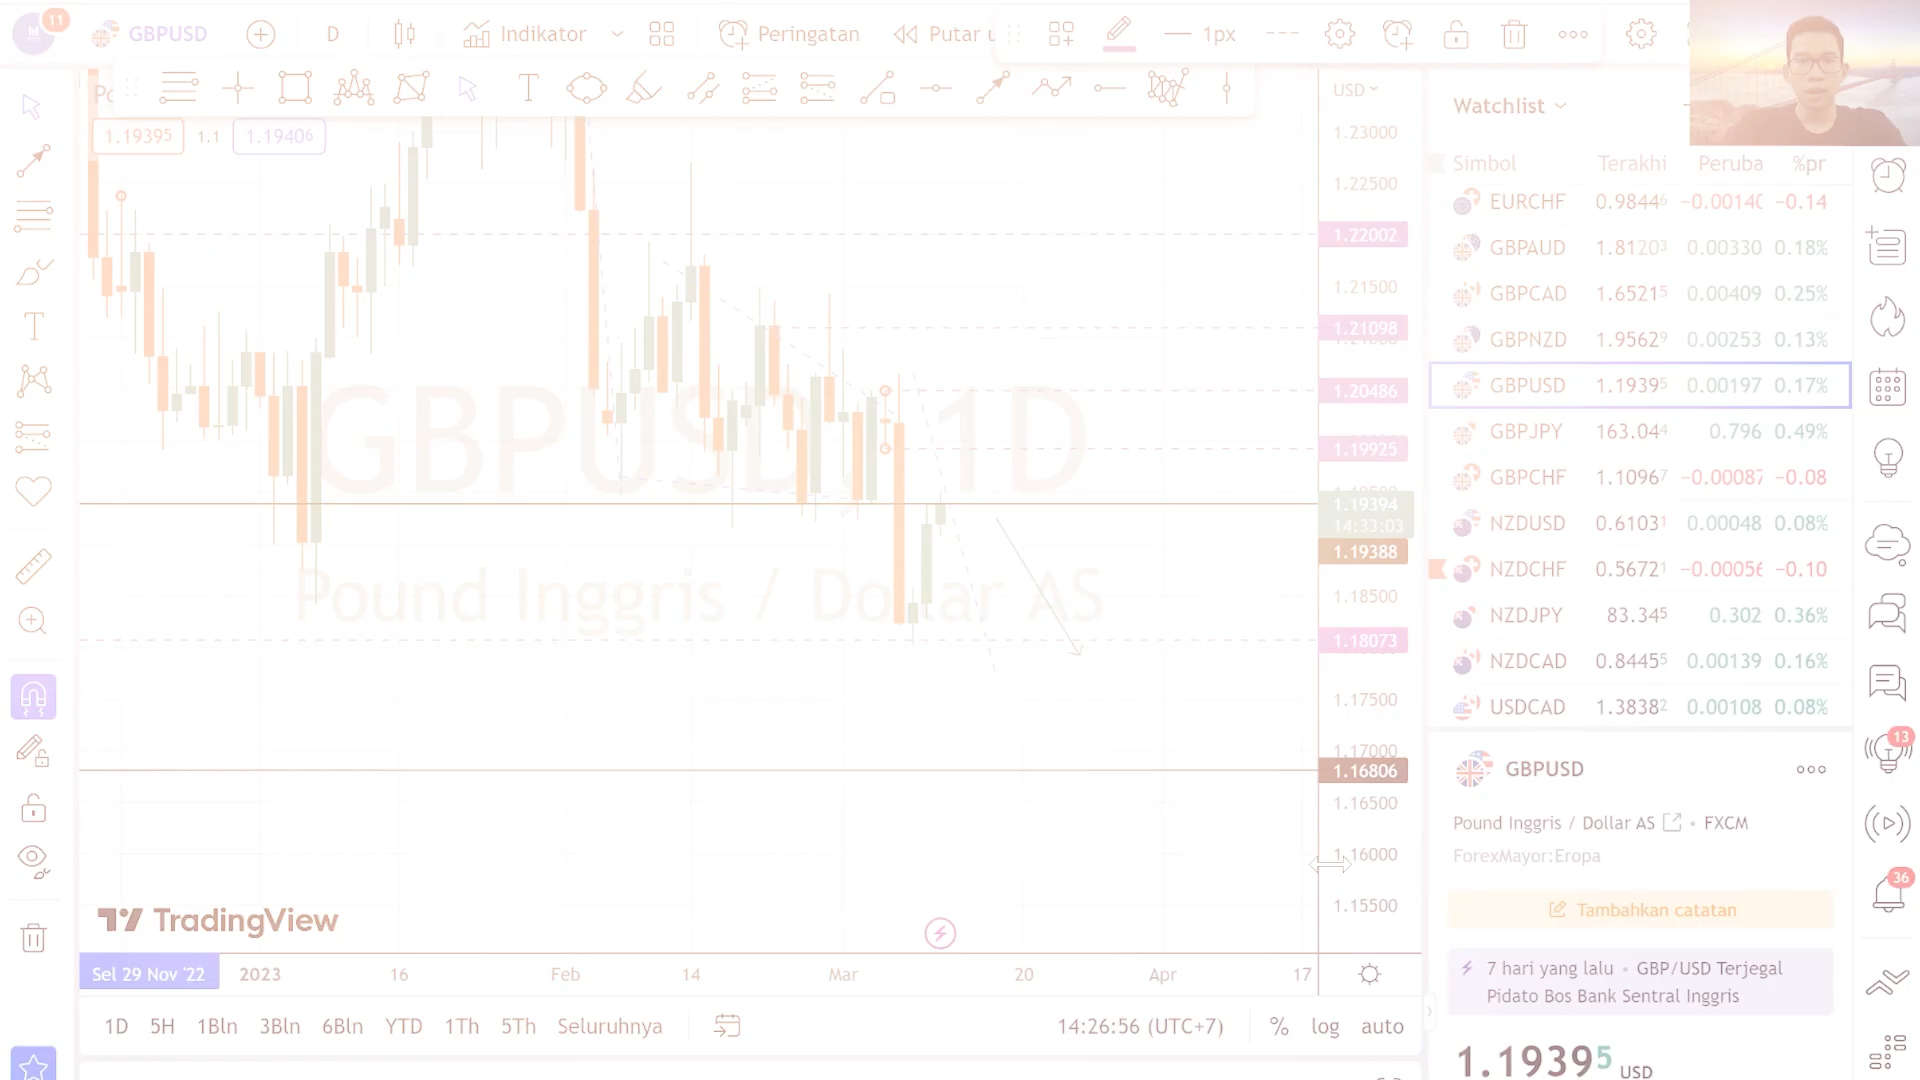 11
GBPUSD
D
Indikator
Peringatan
Putar u
1px
USD
Watchlist
1.19395
1.1
1.19406
Simbol Terakhi Peruba %pr
EURCHF 0.98446 −0.00140 −0.14
GBPAUD 1.81203 0.00330 0.18%
GBPCAD 1.65215 0.00409 0.25%
GBPNZD 1.95629 0.00253 0.13%
GBPUSD 1.19395 0.00197 0.17%
GBPJPY 163.044 0.796 0.49%
GBPCHF 1.10967 −0.00087 −0.08
NZDUSD 0.61031 0.00048 0.08%
NZDCHF 0.56721 −0.00056 −0.10
NZDJPY 83.345 0.302 0.36%
NZDCAD 0.84455 0.00139 0.16%
USDCAD 1.38382 0.00108 0.08%
1.23000
1.22500
1.22002
1.21500
1.21098
1.20486
1.19925
1.19394
14:33:03
1.19388
1.18500
1.18073
1.17500
1.17000
1.16806
1.16500
1.16000
1.15500
GBPUSD, 1D
Pound Inggris / Dollar AS
TradingView
Sel 29 Nov '22
2023 16 Feb 14 Mar 20 Apr 17
1D 5H 1Bln 3Bln 6Bln YTD 1Th 5Th Seluruhnya
14:26:56 (UTC+7)
% log auto
GBPUSD
Pound Inggris / Dollar AS • FXCM
ForexMayor:Eropa
Tambahkan catatan
7 hari yang lalu • GBP/USD Terjegal
Pidato Bos Bank Sentral Inggris
1.19395 USD
13
36